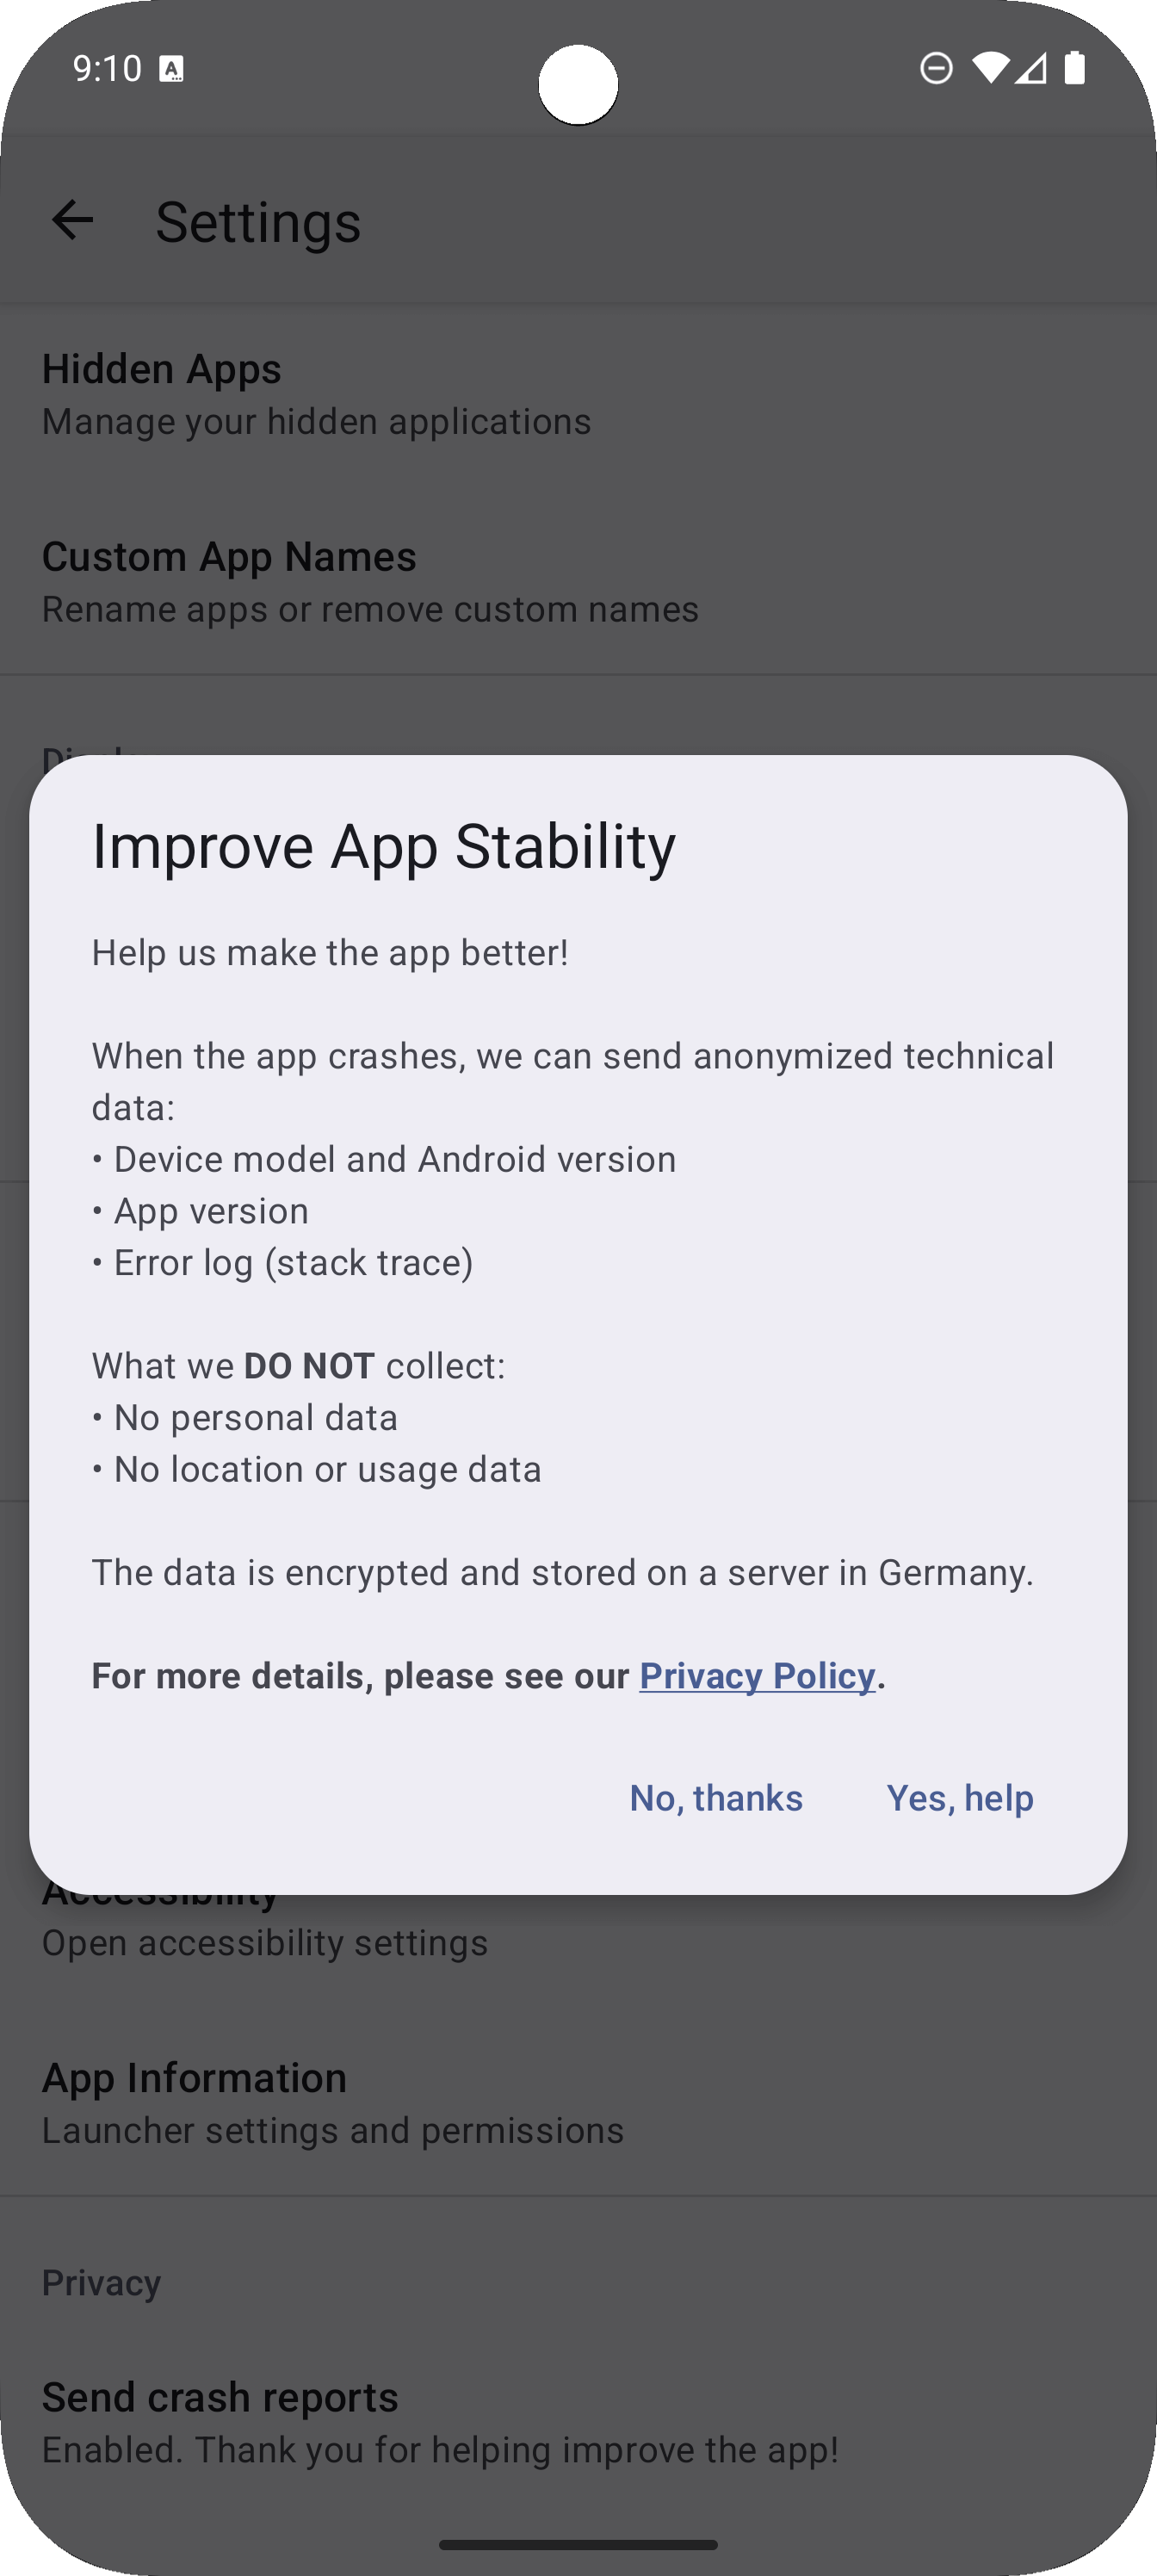 9:10
Settings
Hidden Apps
Manage your hidden applications
Custom App Names
Rename apps or remove custom names
Improve App Stability
Help us make the app better!
When the app crashes, we can send anonymized technical
data:
• Device model and Android version
• App version
• Error log (stack trace)
What we DO NOT collect:
• No personal data
• No location or usage data
The data is encrypted and stored on a server in Germany.
For more details, please see our Privacy Policy.
No, thanks Yes, help
Accessibility
Open accessibility settings
App Information
Launcher settings and permissions
Privacy
Send crash reports
Enabled. Thank you for helping improve the app!